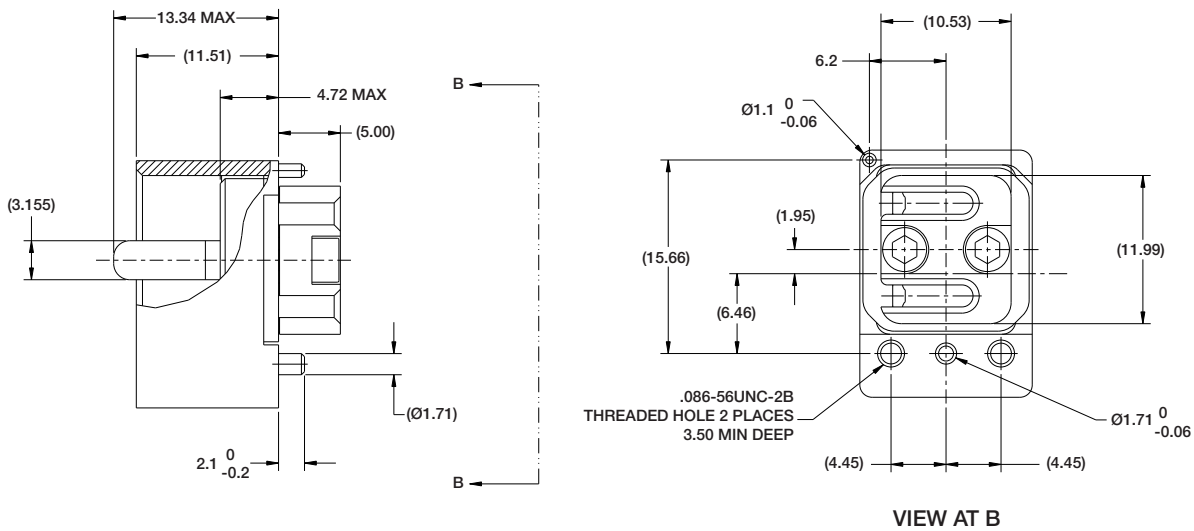 13.34 MAX
(11.51)
4.72 MAX
(5.00)
(3.155)
(Ø1.71)
2.1 0
-0.2
B
B
(10.53)
6.2
Ø1.1 0
-0.06
(1.95)
(15.66)
(11.99)
(6.46)
.086-56UNC-2B
THREADED HOLE 2 PLACES
3.50 MIN DEEP
Ø1.71 0
-0.06
(4.45)
(4.45)
VIEW AT B